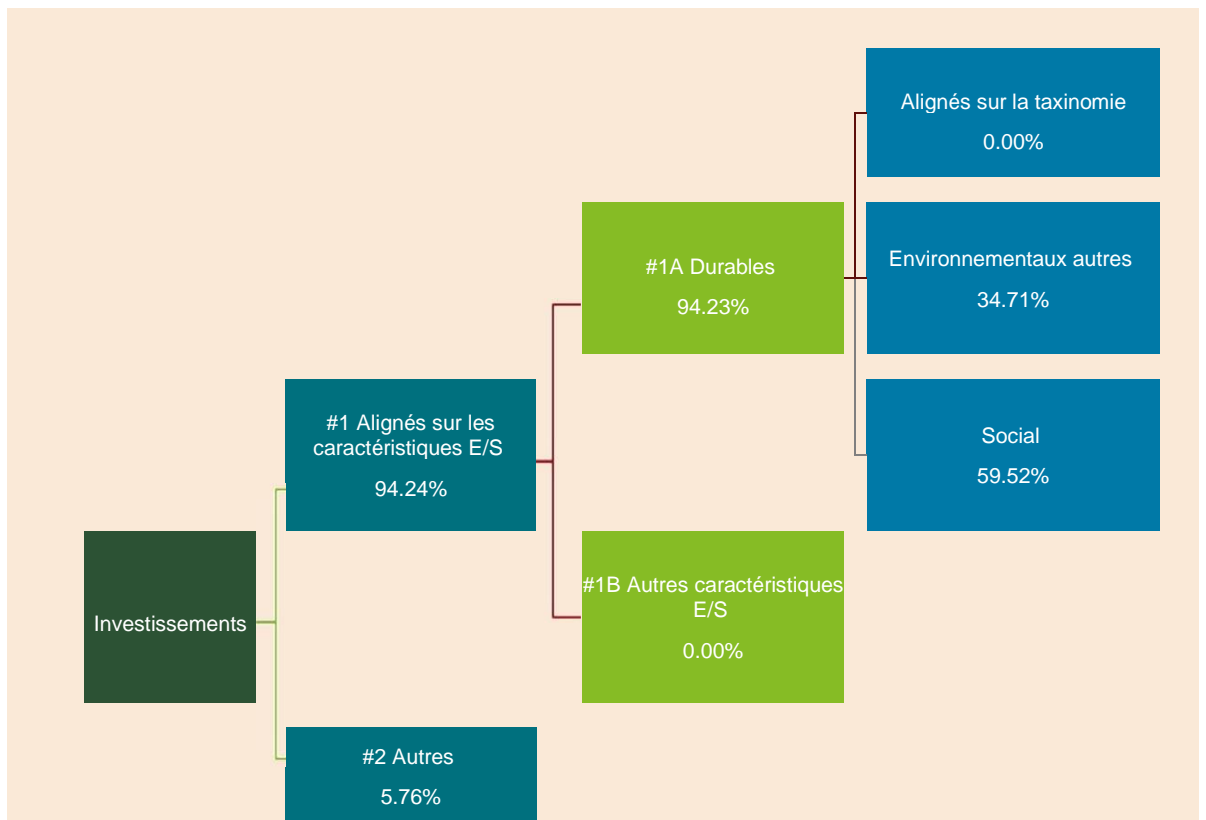 Alignés sur la taxinomie
0.00%
#1A Durables
94.23%
Environnementaux autres
34.71%
#1 Alignés sur les
caractéristiques E/S
94.24%
Social
59.52%
Investissements
#1B Autres caractéristiques
E/S
0.00%
#2 Autres
5.76%